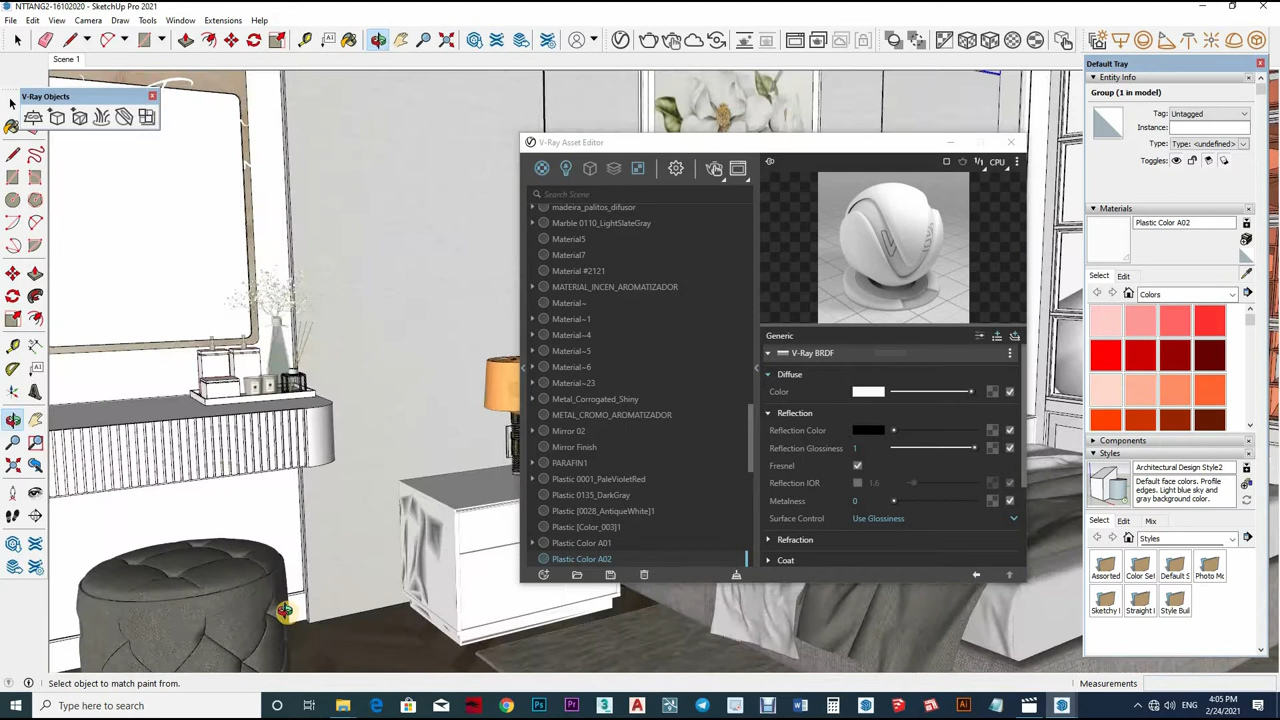 NTTANG2-16102020 - SketchUp Pro 2021
File Edit View Camera Draw Tools Window Extensions Help
Scene 1
V-Ray Objects
V-Ray Asset Editor
Search Scene
madeira_palitos_difusor
Marble 0110_LightSlateGray
Material5
Material7
Material #2121
MATERIAL_INCEN_AROMATIZADOR
Material~
Material~1
Material~4
Material~5
Material~6
Material~23
Metal_Corrogated_Shiny
METAL_CROMO_AROMATIZADOR
Mirror 02
Mirror Finish
PARAFIN1
Plastic 0001_PaleVioletRed
Plastic 0135_DarkGray
Plastic [0028_AntiqueWhite]1
Plastic [Color_003]1
Plastic Color A01
Plastic Color A02
CPU
Generic
V-Ray BRDF
Diffuse
Color
Reflection
Reflection Color
Reflection Glossiness 1
Fresnel
Reflection IOR 1.6
Metalness 0
Surface Control Use Glossiness
Refraction
Coat
Default Tray
Entity Info
Group (1 in model)
Tag: Untagged
Instance:
Type: Type: <undefined>
Toggles:
Materials
Plastic Color A02
Select Edit
Colors
Components
Styles
Architectural Design Style2
Default face colors. Profile
edges. Light blue sky and
gray background color.
Select Edit Mix
Styles
Assorted Color Sel Default S Photo Mo
Sketchy Straight L Style Buil
Select object to match paint from.
Measurements
Type here to search
ENG
4:05 PM
2/24/2021